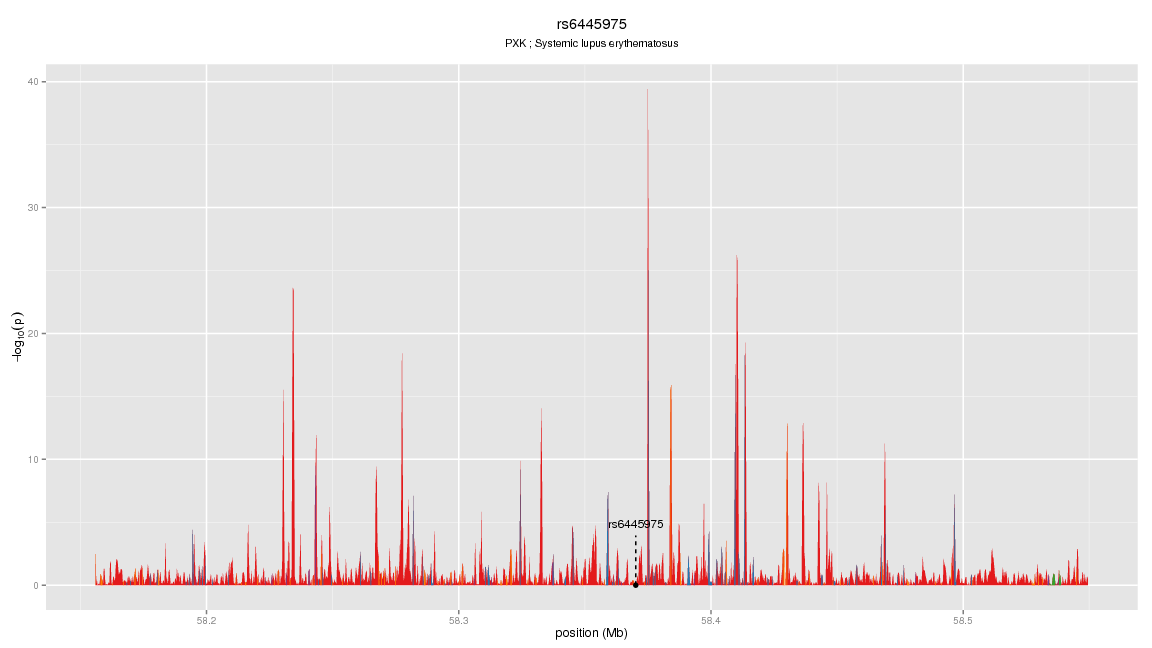 rs6445975
PXK ; Systemic lupus erythematosus
40
30
20
10
0
−log10(p)
rs6445975
58.2
58.3
58.4
58.5
position (Mb)